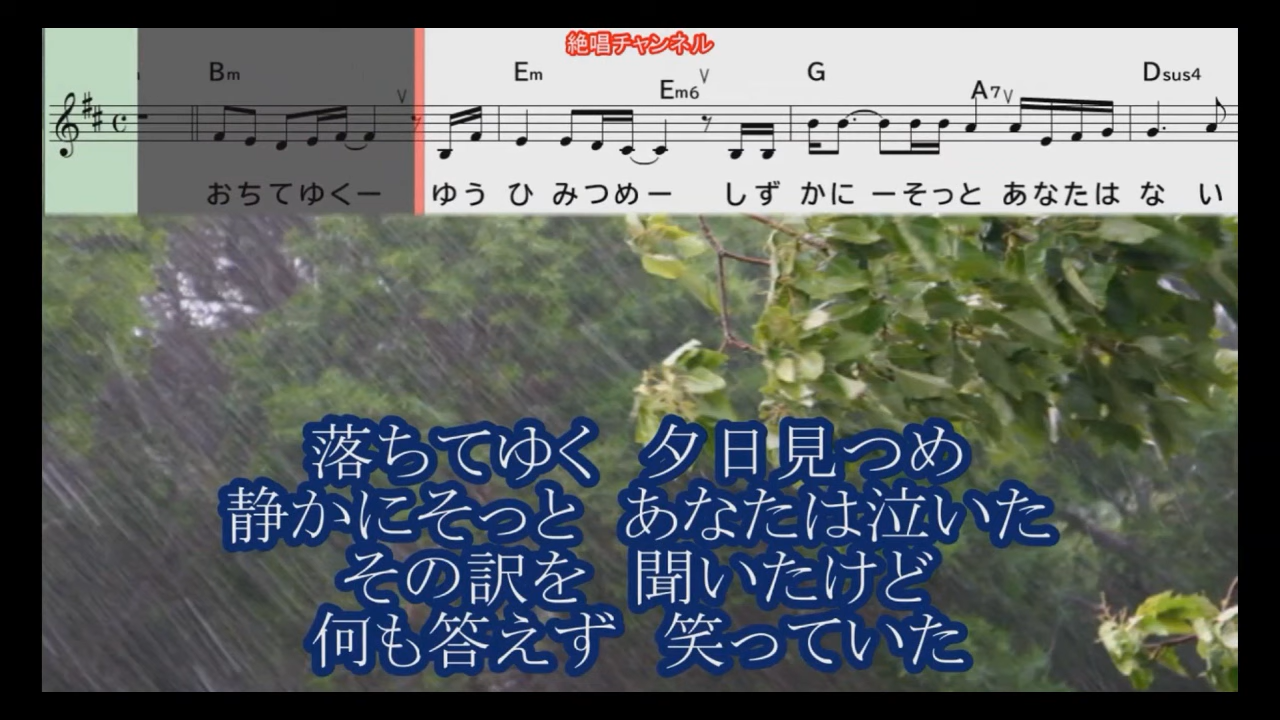 絶唱チャンネル
Bm Em Em6 G A7 Dsus4
おちてゆくー ゆう ひ みつめー しず かに ーそっと あなたは な い
落ちてゆく 夕日見つめ
静かにそっと あなたは泣いた
その訳を 聞いたけど
何も答えず 笑っていた